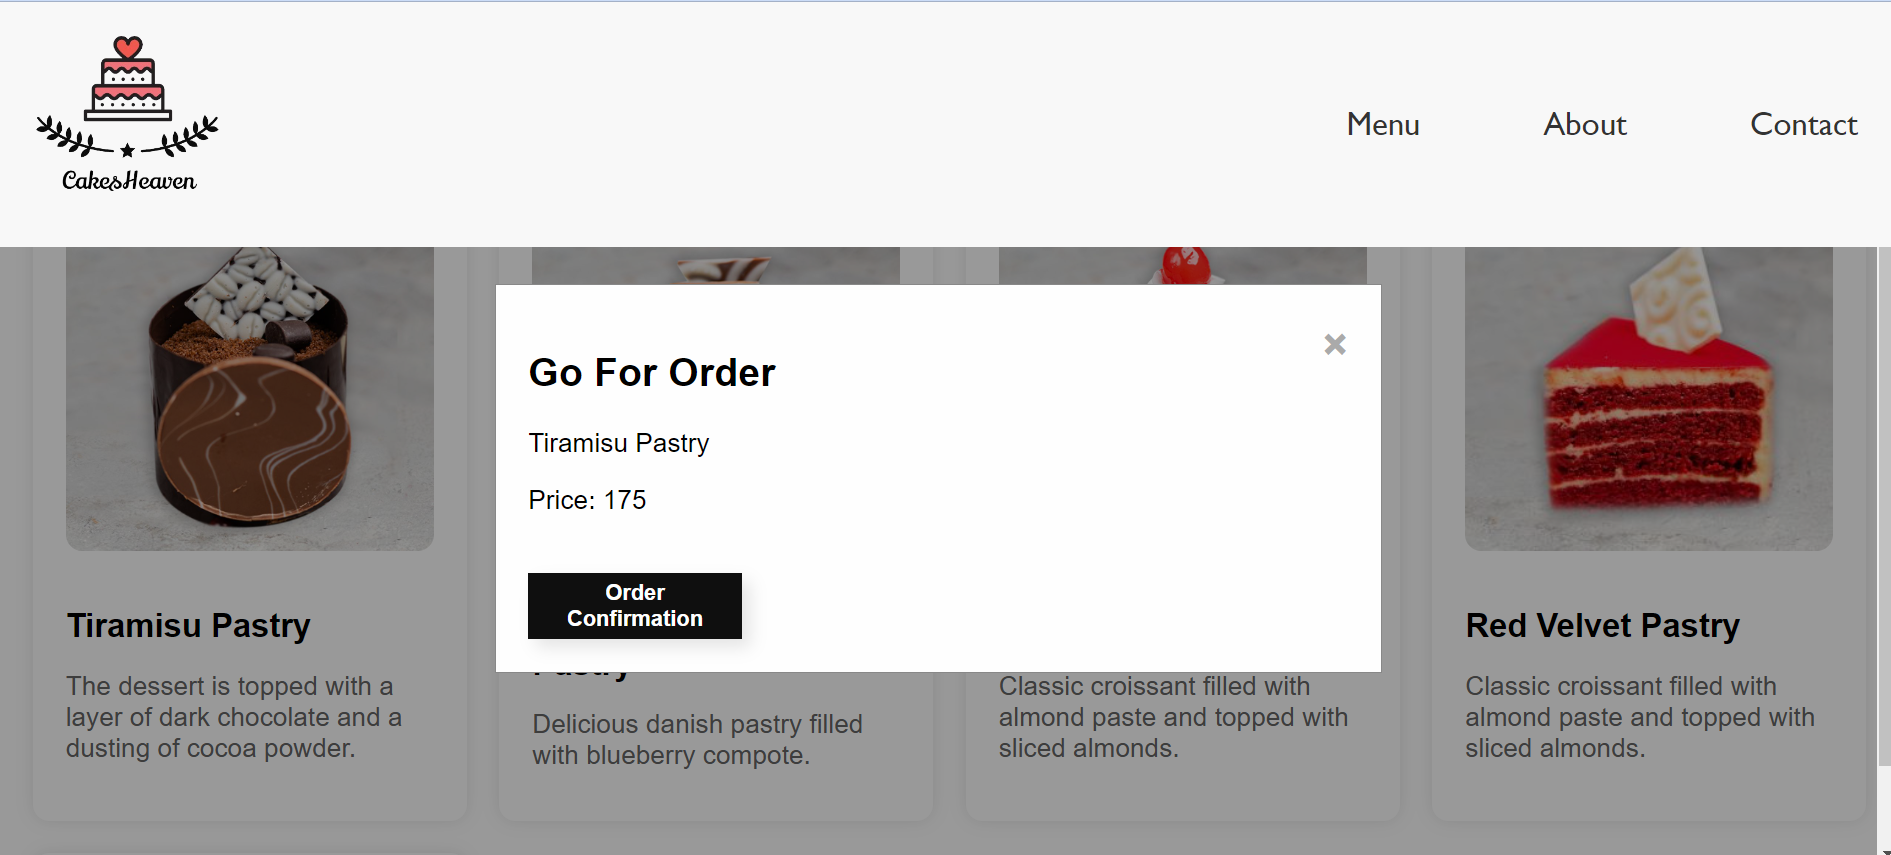 CakesHeaven
Menu
About
Contact
Go For Order
Tiramisu Pastry
Price: 175
Order
Confirmation
Tiramisu Pastry
The dessert is topped with a
layer of dark chocolate and a
dusting of cocoa powder.
Pastry
Delicious danish pastry filled
with blueberry compote.
Classic croissant filled with
almond paste and topped with
sliced almonds.
Red Velvet Pastry
Classic croissant filled with
almond paste and topped with
sliced almonds.